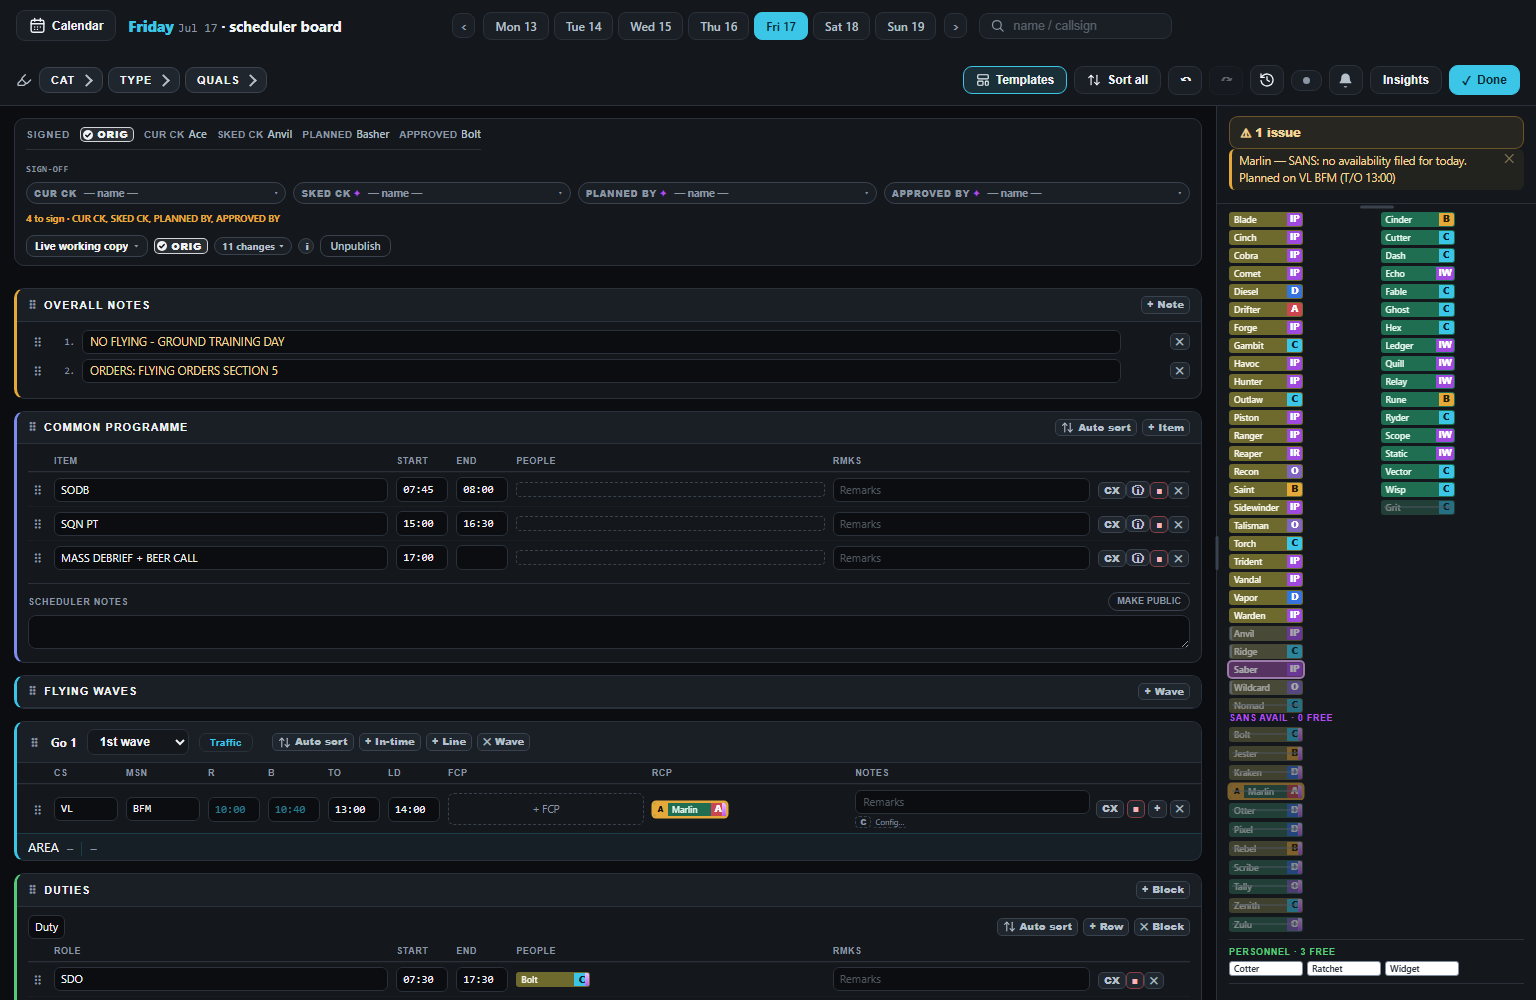 Calendar
Friday Jul 17 · scheduler board
‹ Mon 13 Tue 14 Wed 15 Thu 16 Fri 17 Sat 18 Sun 19 ›
name / callsign
CAT TYPE QUALS
Templates Sort all Insights ✓ Done
SIGNED ORIG CUR CK Ace SKED CK Anvil PLANNED Basher APPROVED Bolt
SIGN-OFF
CUR CK — name — SKED CK ✦ — name — PLANNED BY ✦ — name — APPROVED BY ✦ — name —
4 to sign · CUR CK, SKED CK, PLANNED BY, APPROVED BY
Live working copy ORIG 11 changes i Unpublish
OVERALL NOTES + Note
1. NO FLYING - GROUND TRAINING DAY
2. ORDERS: FLYING ORDERS SECTION 5
COMMON PROGRAMME Auto sort + Item
ITEM START END PEOPLE RMKS
SODB 07:45 08:00 Remarks CX
SQN PT 15:00 16:30 Remarks CX
MASS DEBRIEF + BEER CALL 17:00 Remarks CX
SCHEDULER NOTES MAKE PUBLIC
FLYING WAVES + Wave
Go 1 1st wave Traffic Auto sort + In-time + Line ✕ Wave
CS MSN R B TO LD FCP RCP NOTES
VL BFM 10:00 10:40 13:00 14:00 + FCP A Marlin A Remarks CX
C Config...
AREA – | –
DUTIES + Block
Duty Auto sort + Row ✕ Block
ROLE START END PEOPLE RMKS
SDO 07:30 17:30 Bolt C Remarks CX
⚠ 1 issue
Marlin — SANS: no availability filed for today.
Planned on VL BFM (T/O 13:00)
Blade IP
Cinch IP
Cobra IP
Comet IP
Diesel D
Drifter A
Forge IP
Gambit C
Havoc IP
Hunter IP
Outlaw C
Piston IP
Ranger IP
Reaper IR
Recon O
Saint B
Sidewinder IP
Talisman O
Torch C
Trident IP
Vandal IP
Vapor D
Warden IP
Anvil IP
Ridge C
Saber IP
Wildcard O
Nomad C
Cinder B
Cutter C
Dash C
Echo IW
Fable C
Ghost C
Hex C
Ledger IW
Quill IW
Relay IW
Rune B
Ryder C
Scope IW
Static IW
Vector C
Wisp C
Grit C
SANS AVAIL · 0 FREE
Bolt C
Jester B
Kraken D
A Marlin A
Otter D
Pixel D
Rebel B
Scribe D
Tally O
Zenith C
Zulu O
PERSONNEL · 3 FREE
Cotter Ratchet Widget